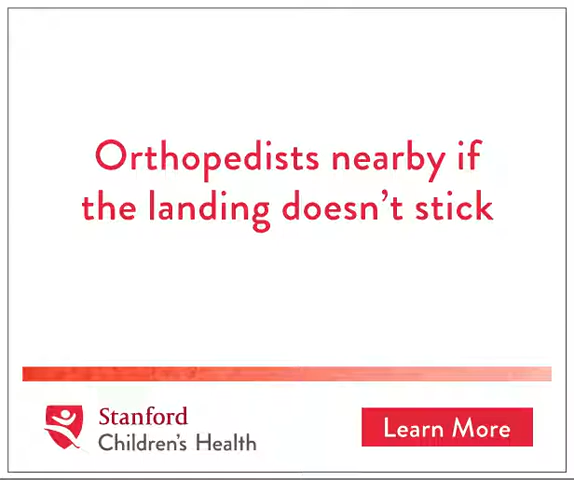 Orthopedists nearby if
the landing doesn’t stick
Stanford
Children’s Health
Learn More